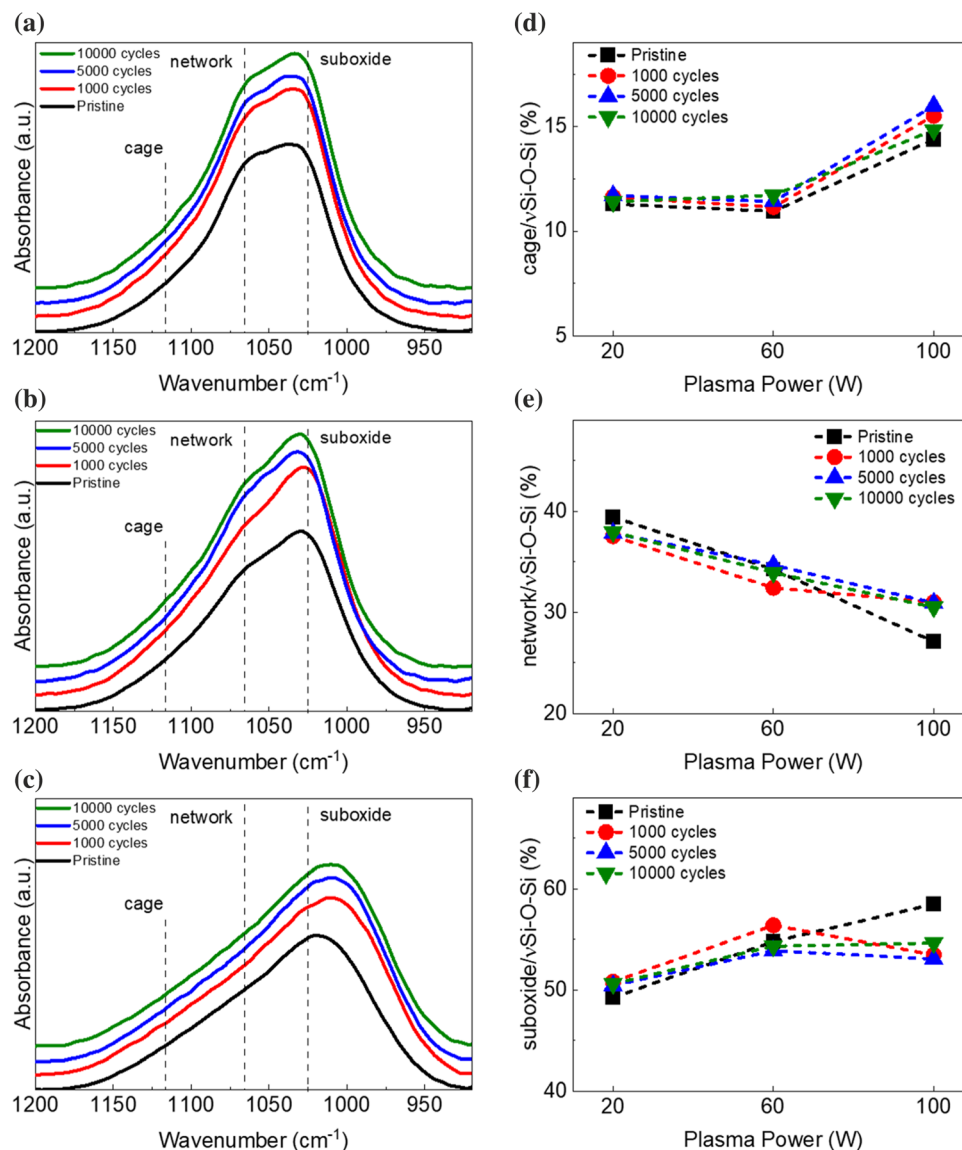 (a)
10000 cycles
5000 cycles
1000 cycles
Pristine
network
suboxide
cage
Absorbance (a.u.)
1200 1150 1100 1050 1000 950
Wavenumber (cm⁻¹)
(d)
Pristine
1000 cycles
5000 cycles
10000 cycles
cage/νSi-O-Si (%)
15
10
5
20 60 100
Plasma Power (W)
(b)
10000 cycles
5000 cycles
1000 cycles
Pristine
network
suboxide
cage
Absorbance (a.u.)
1200 1150 1100 1050 1000 950
Wavenumber (cm⁻¹)
(e)
Pristine
1000 cycles
5000 cycles
10000 cycles
network/νSi-O-Si (%)
40
30
20
20 60 100
Plasma Power (W)
(c)
10000 cycles
5000 cycles
1000 cycles
Pristine
network
suboxide
cage
Absorbance (a.u.)
1200 1150 1100 1050 1000 950
Wavenumber (cm⁻¹)
(f)
Pristine
1000 cycles
5000 cycles
10000 cycles
suboxide/νSi-O-Si (%)
60
50
40
20 60 100
Plasma Power (W)